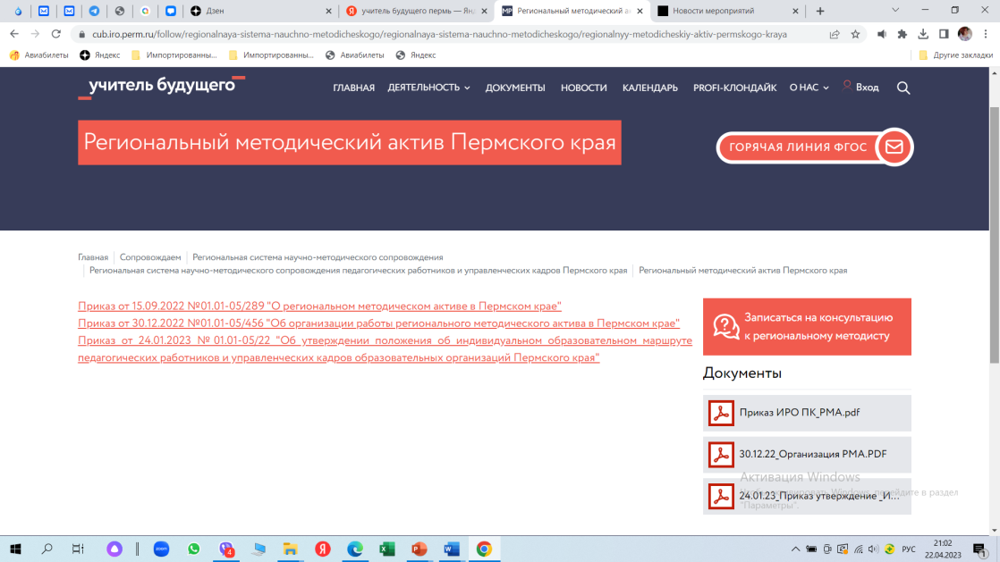 Дзен
учитель будущего пермь — Янд
Региональный методический а
Новости мероприятий
cub.iro.perm.ru/follow/regionalnaya-sistema-nauchno-metodicheskogo/regionalnaya-sistema-nauchno-metodicheskogo/regionalnyy-metodicheskiy-aktiv-permskogo-kraya
Авиабилеты
Яндекс
Импортированны...
Импортированны...
Авиабилеты
Яндекс
Другие закладки
учитель будущего
ГЛАВНАЯ ДЕЯТЕЛЬНОСТЬ ДОКУМЕНТЫ НОВОСТИ КАЛЕНДАРЬ PROFI-КЛОНДАЙК О НАС Вход
Региональный методический актив Пермского края
ГОРЯЧАЯ ЛИНИЯ ФГОС
Главная Сопровождаем Региональная система научно-методического сопровождения
Региональная система научно-методического сопровождения педагогических работников и управленческих кадров Пермского края Региональный методический актив Пермского края
Приказ от 15.09.2022 №01.01-05/289 "О региональном методическом активе в Пермском крае"
Приказ от 30.12.2022 №01.01-05/456 "Об организации работы регионального методического актива в Пермском крае"
Приказ от 24.01.2023 № 01.01-05/22 "Об утверждении положения об индивидуальном образовательном маршруте
педагогических работников и управленческих кадров образовательных организаций Пермского края"
Записаться на консультацию
к региональному методисту
Документы
Приказ ИРО ПК_РМА.pdf
30.12.22_Организация РМА.PDF
Активация Windows
24.01.23_Приказ утверждение _И...
Windows, перейдите в раздел
"Параметры".
zoom
4
РУС
21:02
22.04.2023
1